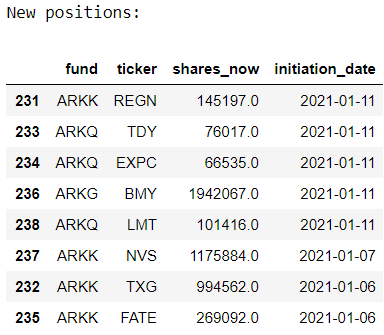 New positions:
fund ticker shares_now initiation_date
231 ARKK REGN 145197.0 2021-01-11
233 ARKQ TDY 76017.0 2021-01-11
234 ARKQ EXPC 66535.0 2021-01-11
236 ARKG BMY 1942067.0 2021-01-11
238 ARKQ LMT 101416.0 2021-01-11
237 ARKK NVS 1175884.0 2021-01-07
232 ARKK TXG 994562.0 2021-01-06
235 ARKK FATE 269092.0 2021-01-06